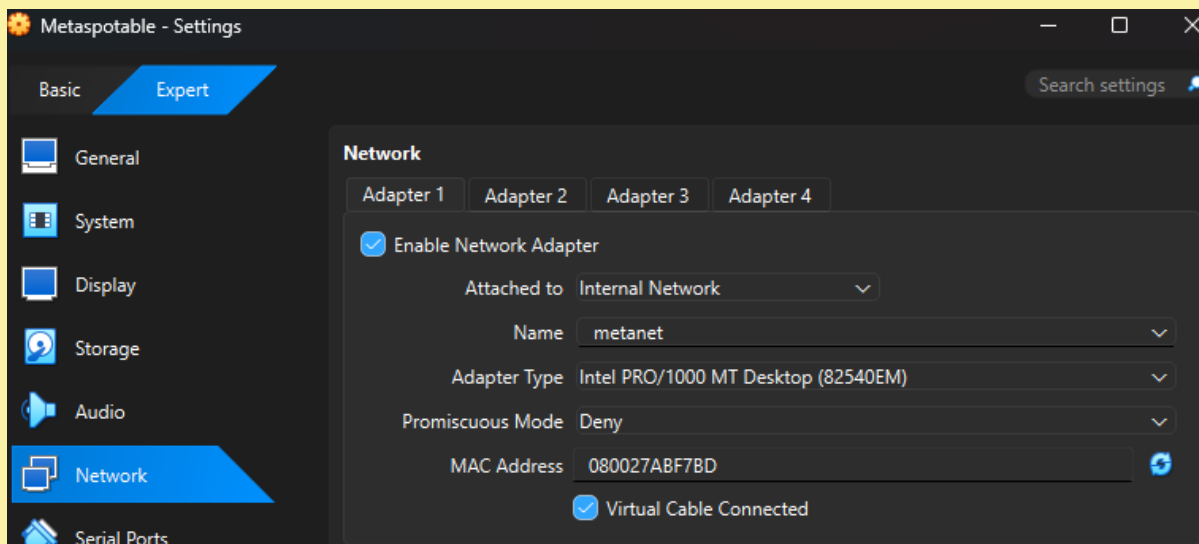 Metaspotable - Settings
Basic Expert Search settings
General
System
Display
Storage
Audio
Network
Serial Ports
Network
Adapter 1 Adapter 2 Adapter 3 Adapter 4
Enable Network Adapter
Attached to Internal Network
Name metanet
Adapter Type Intel PRO/1000 MT Desktop (82540EM)
Promiscuous Mode Deny
MAC Address 080027ABF7BD
Virtual Cable Connected